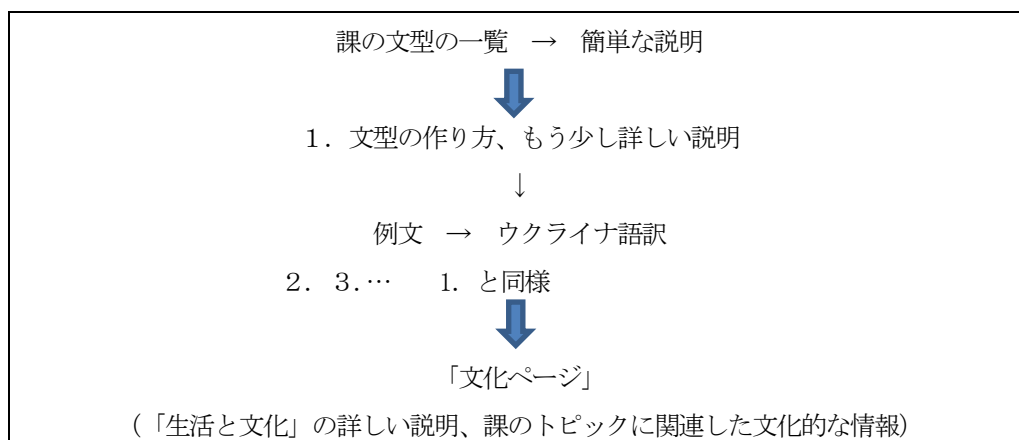 課の文型の一覧 → 簡単な説明
1．文型の作り方、もう少し詳しい説明
↓
例文 → ウクライナ語訳
2．3.… 1. と同様
「文化ページ」
（「生活と文化」の詳しい説明、課のトピックに関連した文化的な情報）